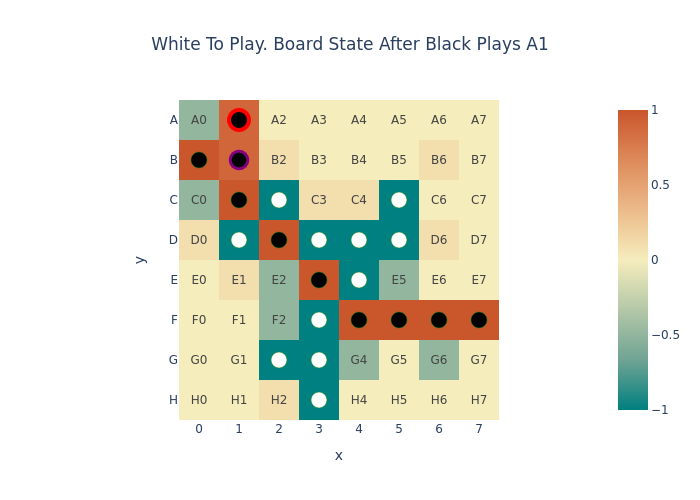 White To Play. Board State After Black Plays A1
A A0 A2 A3 A4 A5 A6 A7
B B2 B3 B4 B5 B6 B7
C C0 C3 C4 C6 C7
D D0 D6 D7
E E0 E1 E2 E5 E6 E7
F F0 F1 F2
G G0 G1 G4 G5 G6 G7
H H0 H1 H2 H4 H5 H6 H7
0 1 2 3 4 5 6 7
x
y
1
0.5
0
−0.5
−1